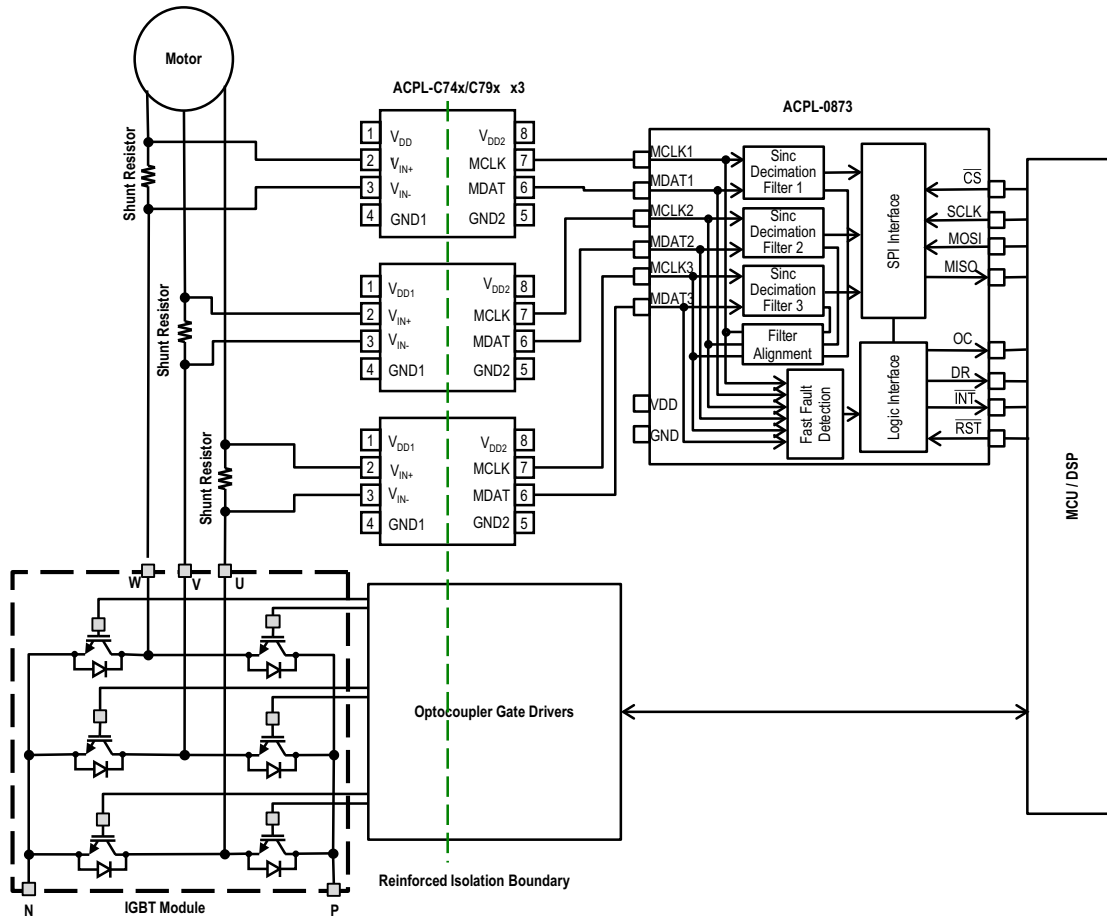 Motor
ACPL-C74x/C79x x3
ACPL-0873
Shunt Resistor
Shunt Resistor
Shunt Resistor
1 VDD VDD2 8
2 VIN+ MCLK 7
3 VIN- MDAT 6
4 GND1 GND2 5
1 VDD1 VDD2 8
2 VIN+ MCLK 7
3 VIN- MDAT 6
4 GND1 GND2 5
1 VDD1 VDD2 8
2 VIN+ MCLK 7
3 VIN- MDAT 6
4 GND1 GND2 5
MCLK1
MDAT1
MCLK2
MDAT2
MCLK3
MDAT3
VDD
GND
Sinc
Decimation
Filter 1
Sinc
Decimation
Filter 2
Sinc
Decimation
Filter 3
Filter
Alignment
Fast Fault
Detection
SPI Interface
Logic Interface
CS
SCLK
MOSI
MISO
OC
DR
INT
RST
MCU / DSP
W
V
U
Optocoupler Gate Drivers
Reinforced Isolation Boundary
N
IGBT Module
P